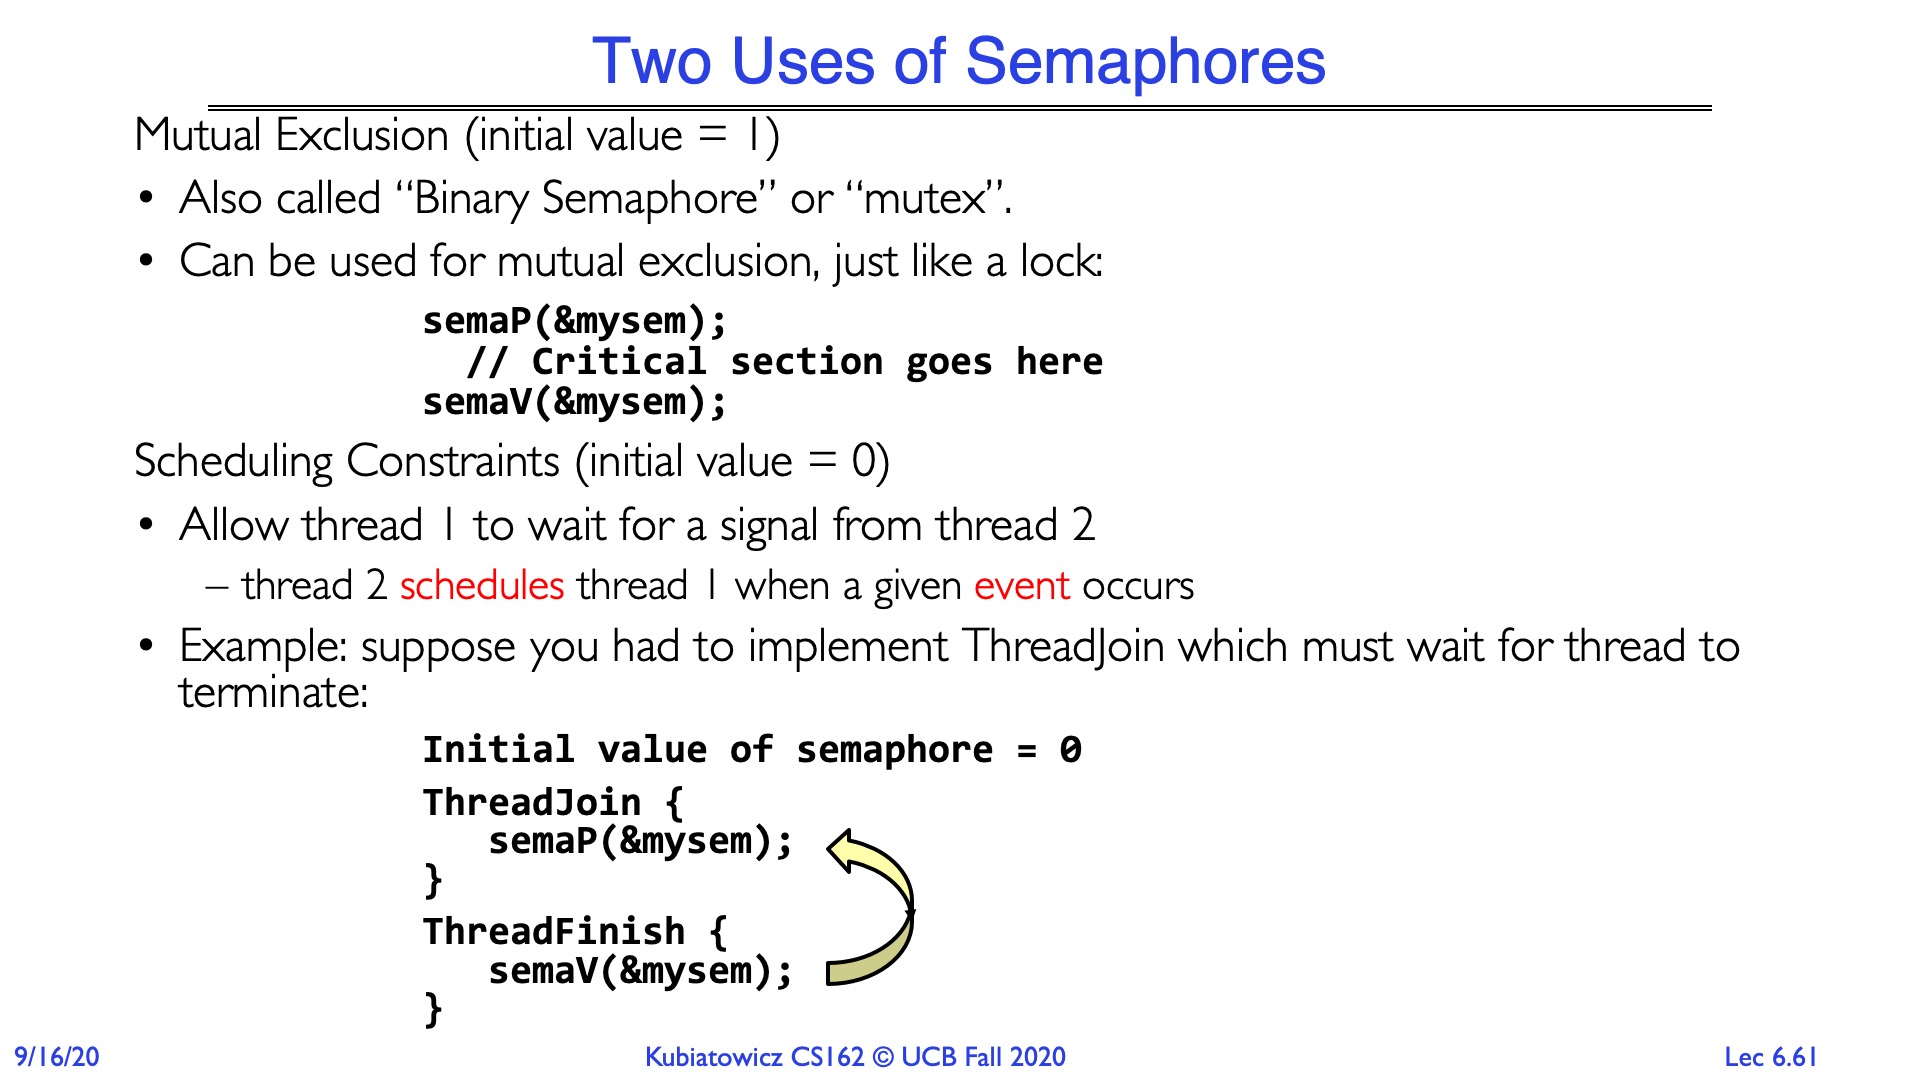 Two Uses of Semaphores
Mutual Exclusion (initial value = 1)
• Also called “Binary Semaphore” or “mutex”.
• Can be used for mutual exclusion, just like a lock:
semaP(&mysem);
// Critical section goes here
semaV(&mysem);
Scheduling Constraints (initial value = 0)
• Allow thread 1 to wait for a signal from thread 2
– thread 2 schedules thread 1 when a given event occurs
• Example: suppose you had to implement ThreadJoin which must wait for thread to
terminate:
Initial value of semaphore = 0
ThreadJoin {
semaP(&mysem);
}
ThreadFinish {
semaV(&mysem);
}
9/16/20
Kubiatowicz CS162 © UCB Fall 2020
Lec 6.61